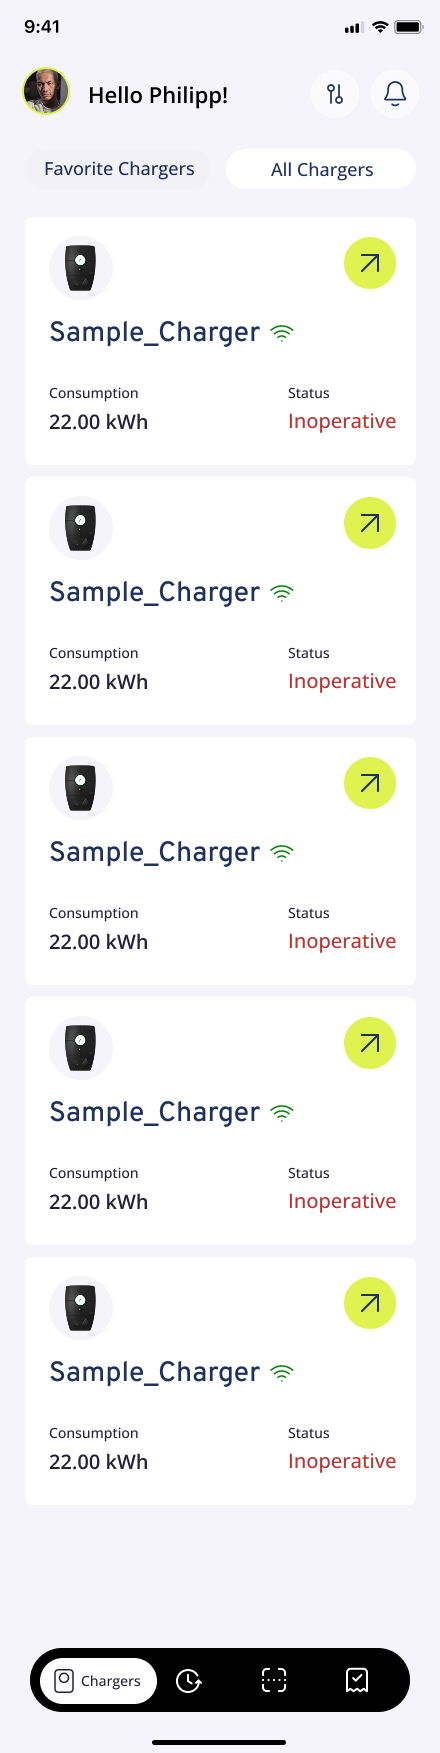 9:41
Hello Philipp!
Favorite Chargers All Chargers
Sample_Charger
Consumption Status
22.00 kWh Inoperative
Sample_Charger
Consumption Status
22.00 kWh Inoperative
Sample_Charger
Consumption Status
22.00 kWh Inoperative
Sample_Charger
Consumption Status
22.00 kWh Inoperative
Sample_Charger
Consumption Status
22.00 kWh Inoperative
Chargers